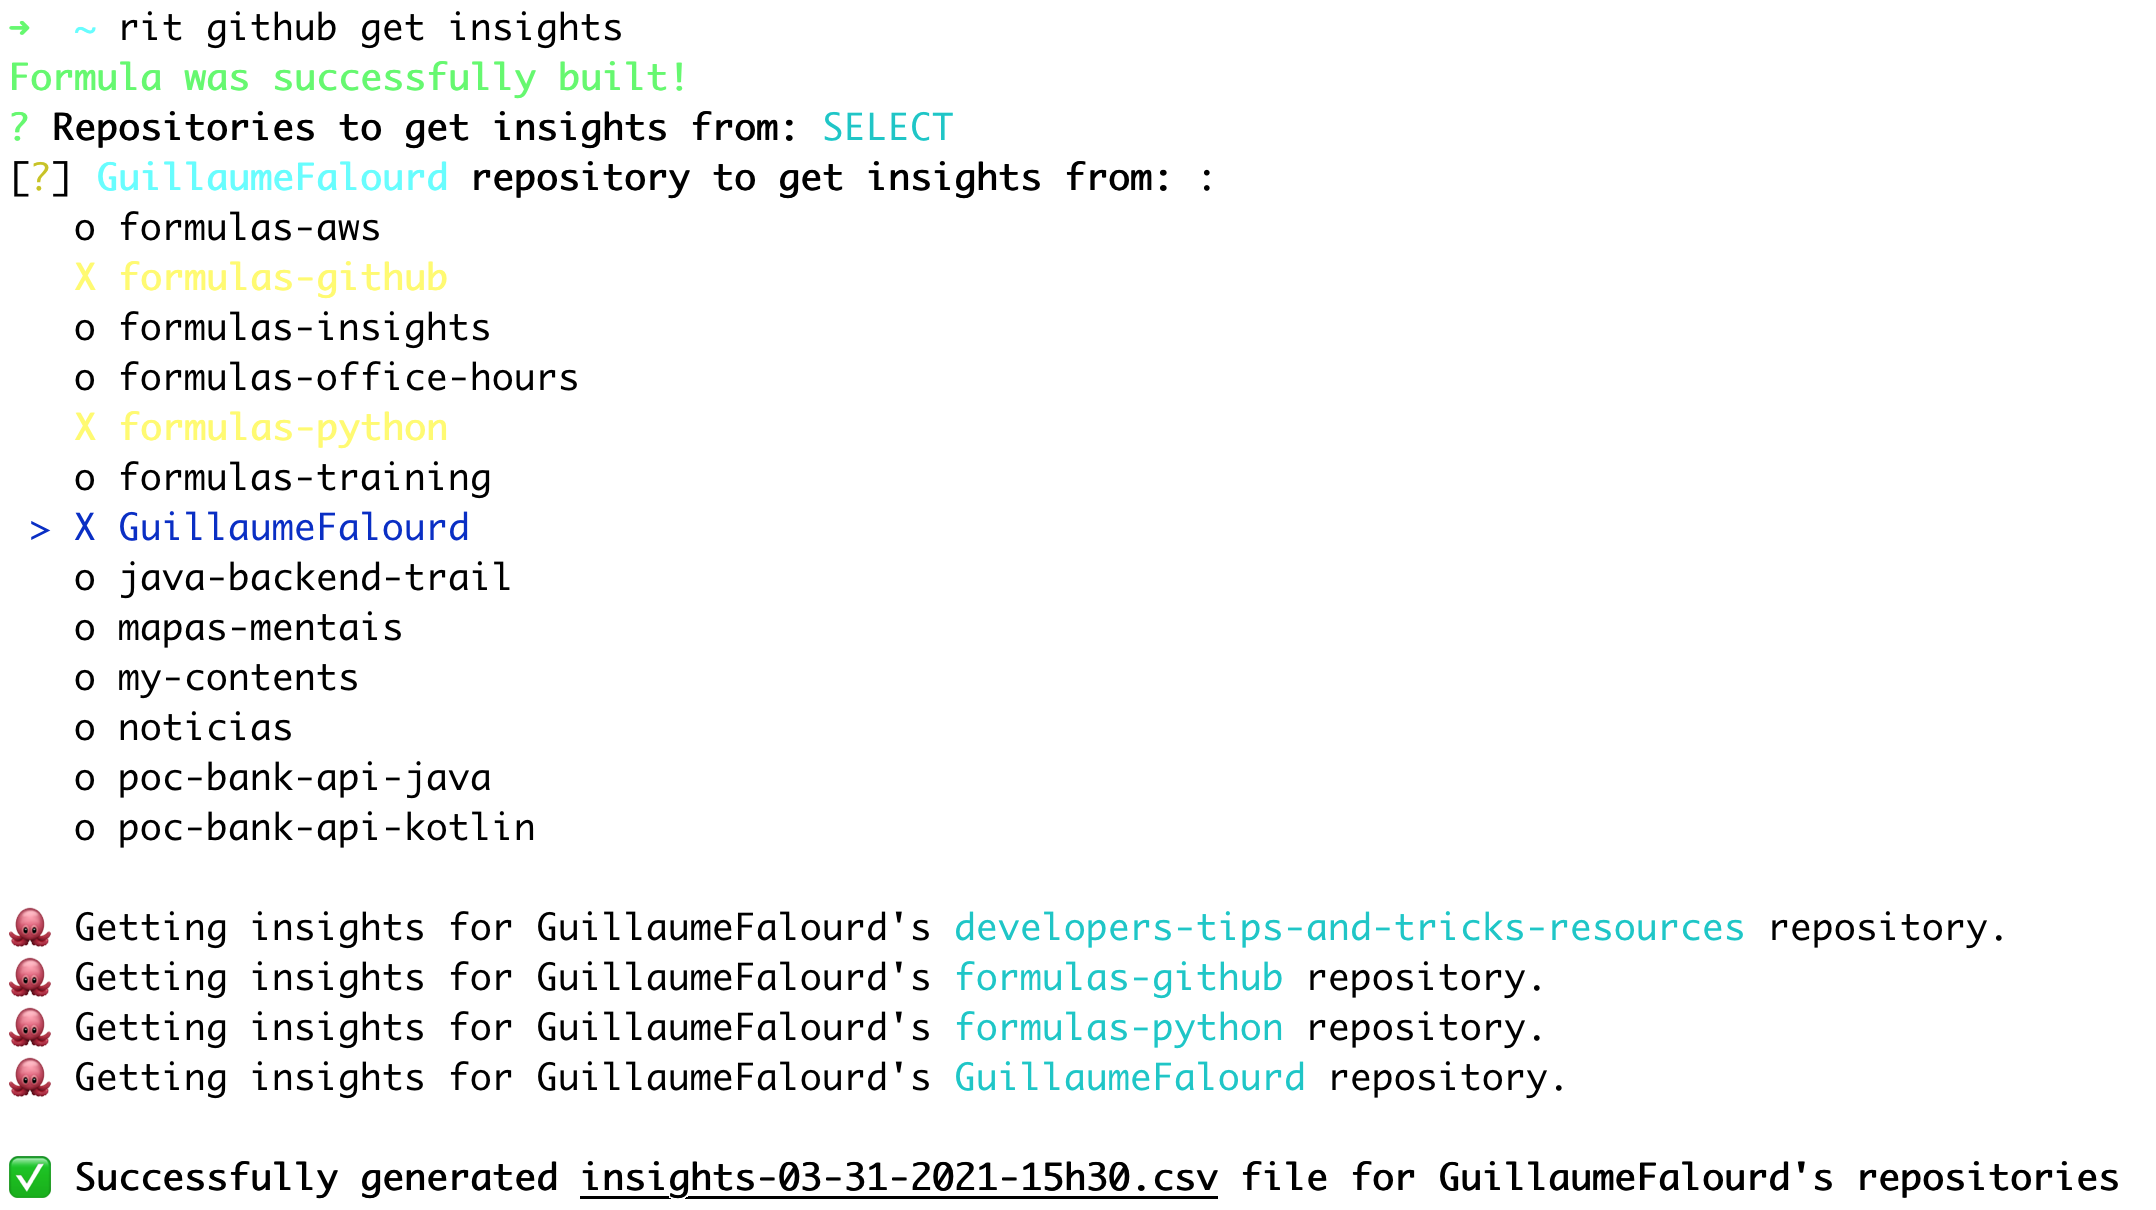 ➜  ~ rit github get insights
Formula was successfully built!
? Repositories to get insights from: SELECT
[?] GuillaumeFalourd repository to get insights from: :
   o formulas-aws
   X formulas-github
   o formulas-insights
   o formulas-office-hours
   X formulas-python
   o formulas-training
 > X GuillaumeFalourd
   o java-backend-trail
   o mapas-mentais
   o my-contents
   o noticias
   o poc-bank-api-java
   o poc-bank-api-kotlin
🐙 Getting insights for GuillaumeFalourd's developers-tips-and-tricks-resources repository.
🐙 Getting insights for GuillaumeFalourd's formulas-github repository.
🐙 Getting insights for GuillaumeFalourd's formulas-python repository.
🐙 Getting insights for GuillaumeFalourd's GuillaumeFalourd repository.
✅ Successfully generated insights-03-31-2021-15h30.csv file for GuillaumeFalourd's repositories